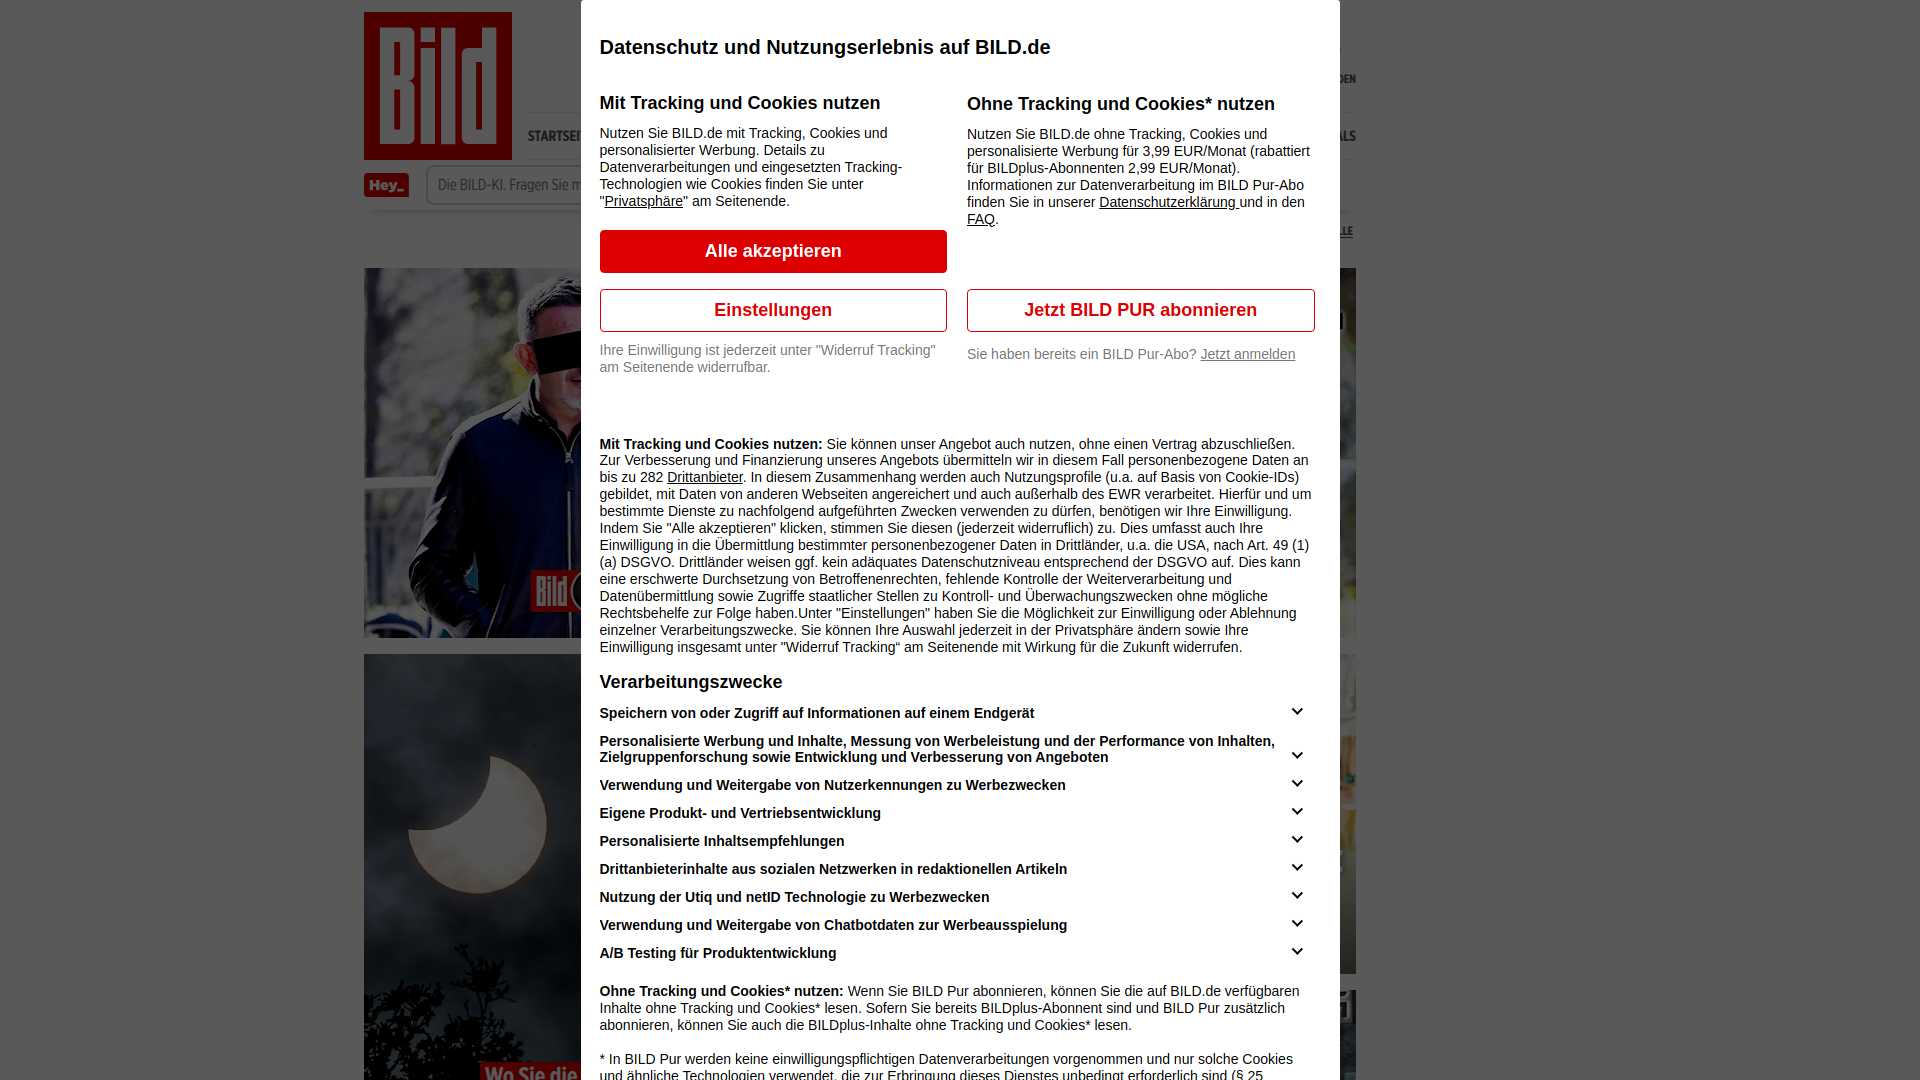 Bild
STARTSEI
Hey_
Die BILD-KI. Fragen Sie m
DEN
ALS
LLE
Datenschutz und Nutzungserlebnis auf BILD.de
Mit Tracking und Cookies nutzen
Nutzen Sie BILD.de mit Tracking, Cookies und
personalisierter Werbung. Details zu
Datenverarbeitungen und eingesetzten Tracking-
Technologien wie Cookies finden Sie unter
"Privatsphäre" am Seitenende.
Alle akzeptieren
Einstellungen
Ihre Einwilligung ist jederzeit unter "Widerruf Tracking"
am Seitenende widerrufbar.
Ohne Tracking und Cookies* nutzen
Nutzen Sie BILD.de ohne Tracking, Cookies und
personalisierte Werbung für 3,99 EUR/Monat (rabattiert
für BILDplus-Abonnenten 2,99 EUR/Monat).
Informationen zur Datenverarbeitung im BILD Pur-Abo
finden Sie in unserer Datenschutzerklärung und in den
FAQ.
Jetzt BILD PUR abonnieren
Sie haben bereits ein BILD Pur-Abo? Jetzt anmelden
Mit Tracking und Cookies nutzen: Sie können unser Angebot auch nutzen, ohne einen Vertrag abzuschließen.
Zur Verbesserung und Finanzierung unseres Angebots übermitteln wir in diesem Fall personenbezogene Daten an
bis zu 282 Drittanbieter. In diesem Zusammenhang werden auch Nutzungsprofile (u.a. auf Basis von Cookie-IDs)
gebildet, mit Daten von anderen Webseiten angereichert und auch außerhalb des EWR verarbeitet. Hierfür und um
bestimmte Dienste zu nachfolgend aufgeführten Zwecken verwenden zu dürfen, benötigen wir Ihre Einwilligung.
Indem Sie "Alle akzeptieren" klicken, stimmen Sie diesen (jederzeit widerruflich) zu. Dies umfasst auch Ihre
Einwilligung in die Übermittlung bestimmter personenbezogener Daten in Drittländer, u.a. die USA, nach Art. 49 (1)
(a) DSGVO. Drittländer weisen ggf. kein adäquates Datenschutzniveau entsprechend der DSGVO auf. Dies kann
eine erschwerte Durchsetzung von Betroffenenrechten, fehlende Kontrolle der Weiterverarbeitung und
Datenübermittlung sowie Zugriffe staatlicher Stellen zu Kontroll- und Überwachungszwecken ohne mögliche
Rechtsbehelfe zur Folge haben.Unter "Einstellungen" haben Sie die Möglichkeit zur Einwilligung oder Ablehnung
einzelner Verarbeitungszwecke. Sie können Ihre Auswahl jederzeit in der Privatsphäre ändern sowie Ihre
Einwilligung insgesamt unter "Widerruf Tracking“ am Seitenende mit Wirkung für die Zukunft widerrufen.
Bild
Verarbeitungszwecke
Speichern von oder Zugriff auf Informationen auf einem Endgerät
Personalisierte Werbung und Inhalte, Messung von Werbeleistung und der Performance von Inhalten,
Zielgruppenforschung sowie Entwicklung und Verbesserung von Angeboten
Verwendung und Weitergabe von Nutzerkennungen zu Werbezwecken
Eigene Produkt- und Vertriebsentwicklung
Personalisierte Inhaltsempfehlungen
Drittanbieterinhalte aus sozialen Netzwerken in redaktionellen Artikeln
Nutzung der Utiq und netID Technologie zu Werbezwecken
Verwendung und Weitergabe von Chatbotdaten zur Werbeausspielung
A/B Testing für Produktentwicklung
Ohne Tracking und Cookies* nutzen: Wenn Sie BILD Pur abonnieren, können Sie die auf BILD.de verfügbaren
Inhalte ohne Tracking und Cookies* lesen. Sofern Sie bereits BILDplus-Abonnent sind und BILD Pur zusätzlich
abonnieren, können Sie auch die BILDplus-Inhalte ohne Tracking und Cookies* lesen.
* In BILD Pur werden keine einwilligungspflichtigen Datenverarbeitungen vorgenommen und nur solche Cookies
und ähnliche Technologien verwendet, die zur Erbringung dieses Dienstes unbedingt erforderlich sind (§ 25
Wo Sie die